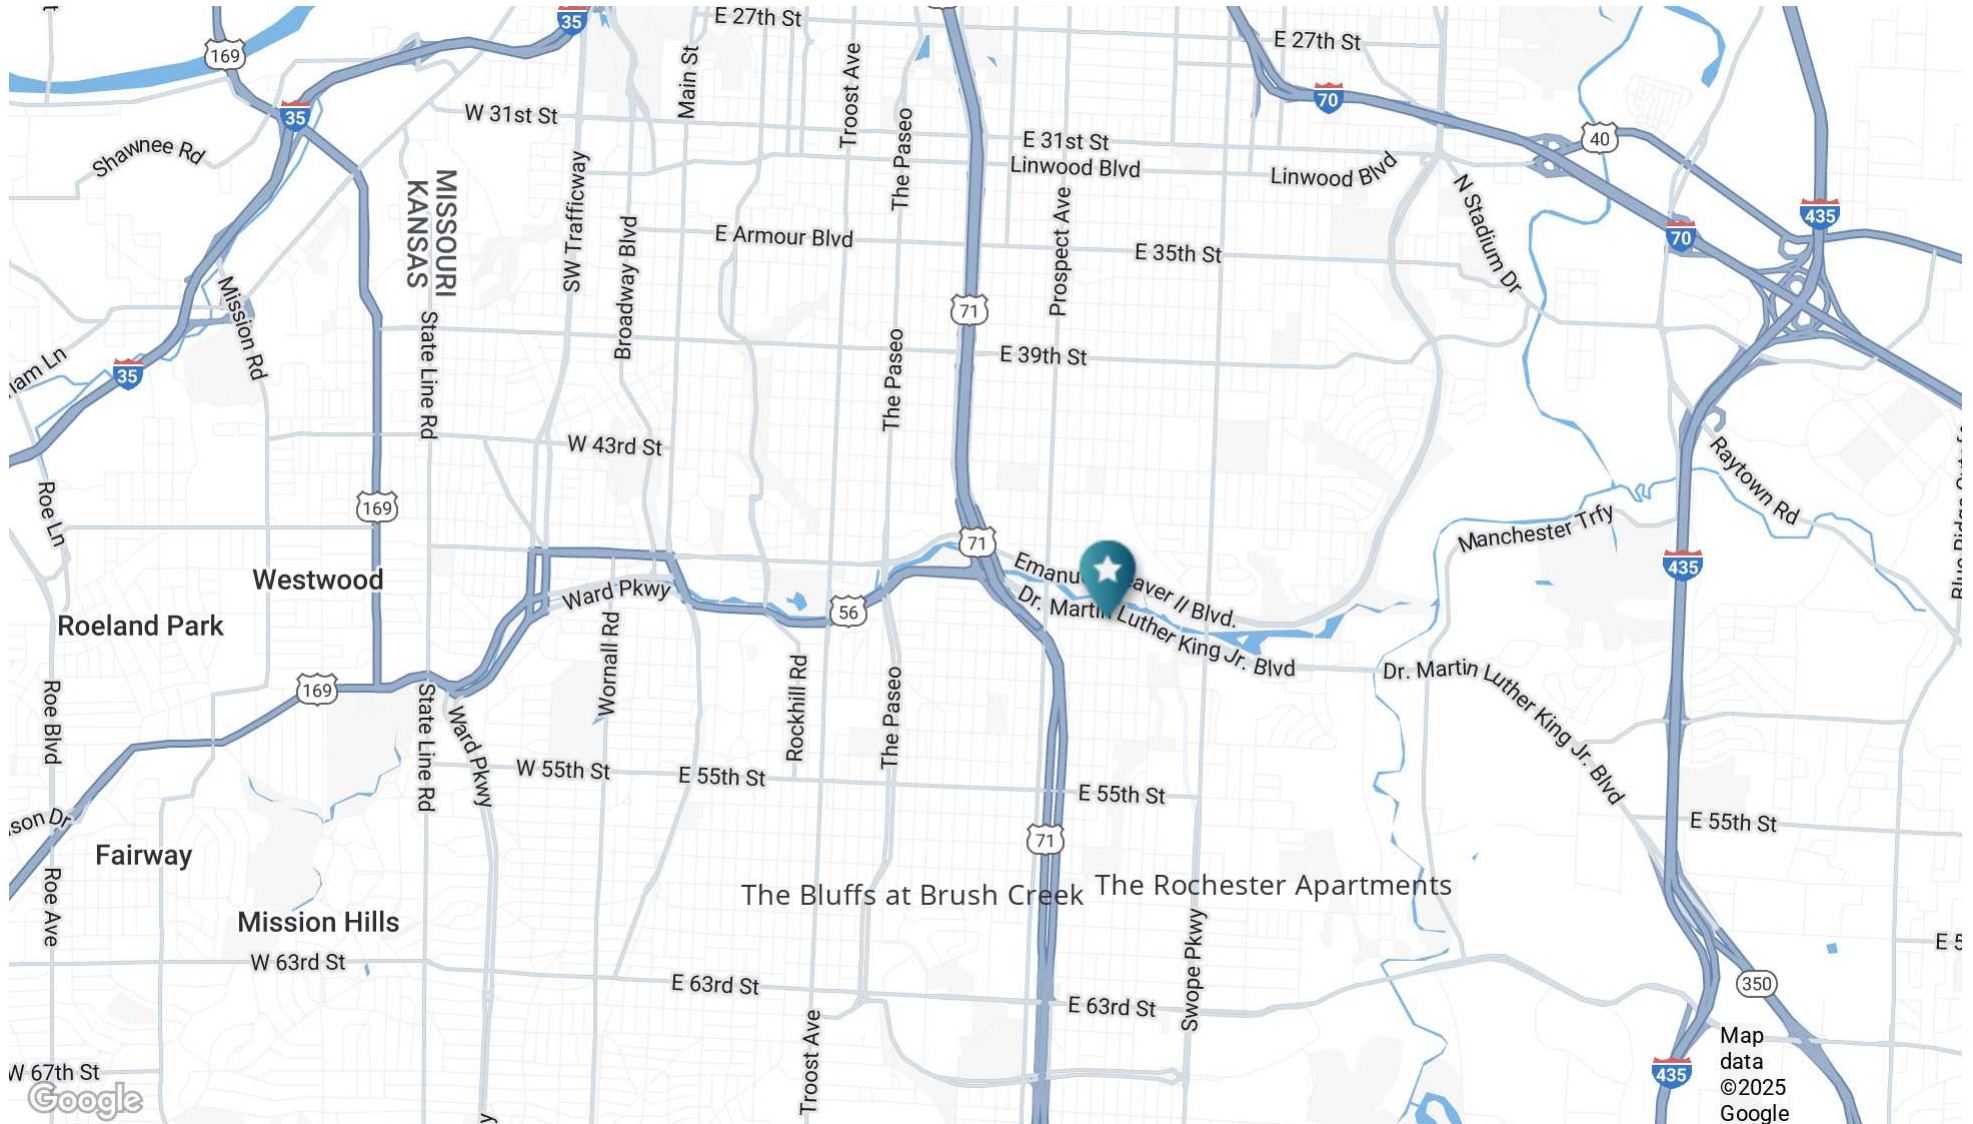 E 27th St
35
169
E 27th St
Main St
Troost Ave
70
W 31st St
35
The Paseo
E 31st St
40
Shawnee Rd
Linwood Blvd
Linwood Blvd
MISSOURI
KANSAS
SW Trafficway
Prospect Ave
N Stadium Dr
435
E Armour Blvd
70
Broadway Blvd
E 35th St
Mission Rd
71
State Line Rd
The Paseo
E 39th St
35
W 43rd St
Raytown Rd
Roe Ln
169
Manchester Trfy
71
435
Westwood
Ward Pkwy
56
Dr. Martin Luther King Jr. Blvd
II Blvd.
Roeland Park
Wornall Rd
Dr. Martin Luther King Jr. Blvd
169
Roe Blvd
State Line Rd
Ward Pkwy
Rockhill Rd
The Paseo
W 55th St
E 55th St
E 55th St
E 55th St
71
Fairway
Roe Ave
The Bluffs at Brush Creek
The Rochester Apartments
Mission Hills
Swope Pkwy
W 63rd St
E 63rd St
E 63rd St
350
Troost Ave
W 67th St
435
Google
Map
data
©2025
Google